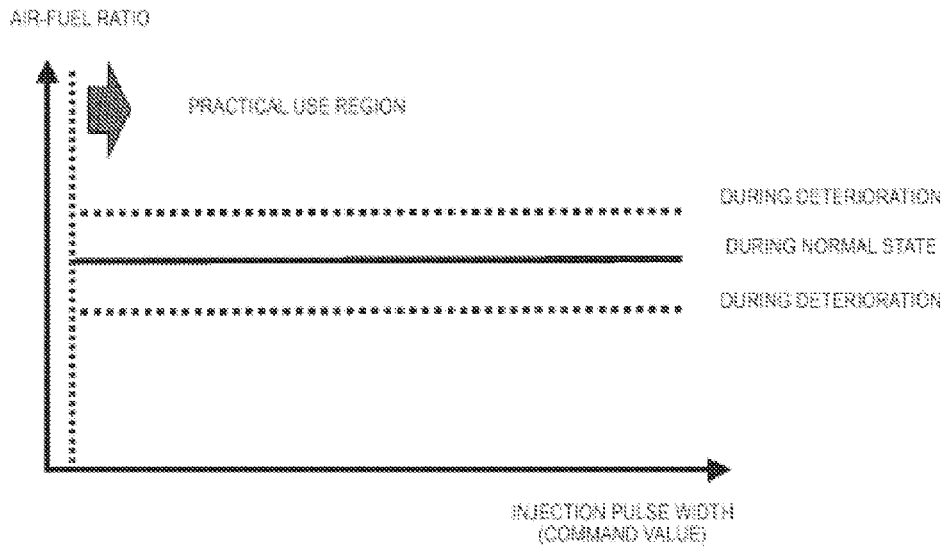 AIR-FUEL RATIO
PRACTICAL USE REGION
DURING DETERIORATION
DURING NORMAL STATE
DURING DETERIORATION
INJECTION PULSE WIDTH
(COMMAND VALUE)